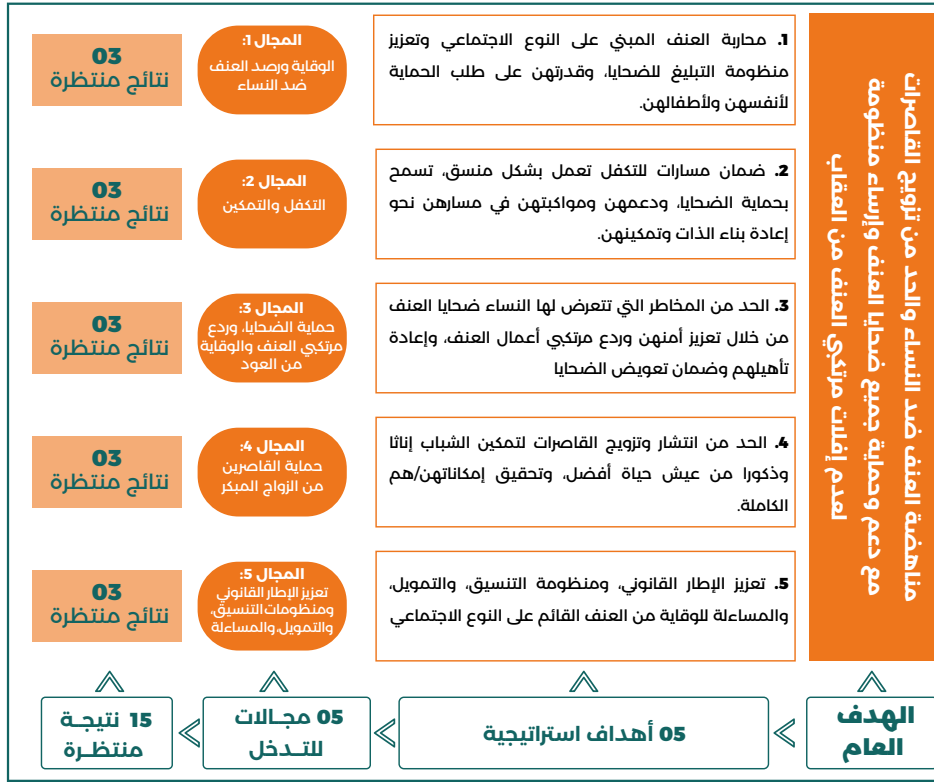 مناهضة العنف ضد النساء والحد من تزويج القاصرات
مع دعم وحماية جميع ضحايا العنف وإرساء منظومة
لعدم إفلات مرتكبي العنف من العقاب
1. محاربة العنف المبني على النوع الاجتماعي وتعزيز
منظومة التبليغ للضحايا، وقدرتهن على طلب الحماية
لأنفسهن ولأطفالهن.
المجال 1:
الوقاية ورصد العنف
ضد النساء
03
نتائج منتظرة
2. ضمان مسارات للتكفل تعمل بشكل منسق، تسمح
بحماية الضحايا، ودعمهن ومواكبتهن في مسارهن نحو
إعادة بناء الذات وتمكينهن.
المجال 2:
التكفل والتمكين
03
نتائج منتظرة
3. الحد من المخاطر التي تتعرض لها النساء ضحايا العنف
من خلال تعزيز أمنهن وردع مرتكبي أعمال العنف، وإعادة
تأهيلهم وضمان تعويض الضحايا
المجال 3:
حماية الضحايا، وردع
مرتكبي العنف والوقاية
من العود
03
نتائج منتظرة
4. الحد من انتشار وتزويج القاصرات لتمكين الشباب إناثا
وذكورا من عيش حياة أفضل، وتحقيق إمكاناتهن/هم
الكاملة.
المجال 4:
حماية القاصرين
من الزواج المبكر
03
نتائج منتظرة
5. تعزيز الإطار القانوني، ومنظومة التنسيق، والتمويل،
والمساءلة للوقاية من العنف القائم على النوع الاجتماعي
المجال 5:
تعزيز الإطار القانوني
ومنظومات التنسيق،
والتمويل، والمساءلة
03
نتائج منتظرة
الهدف
العام
05 أهداف استراتيجية
05 مجــالات
للتــدخل
15 نتيجــة
منتظــرة